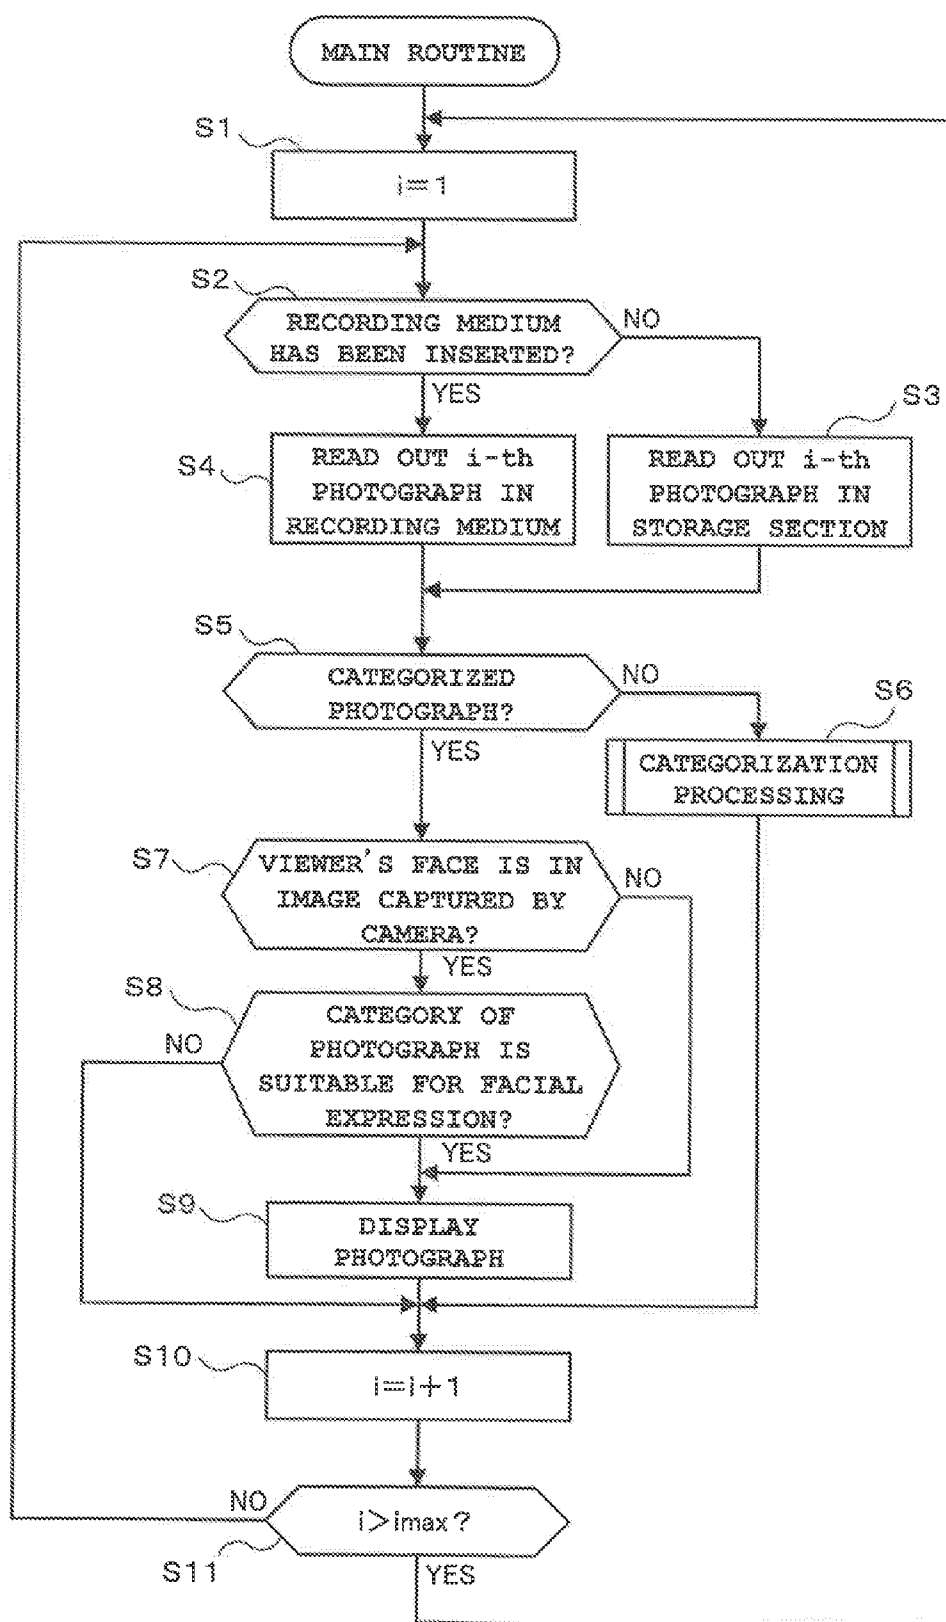 MAIN ROUTINE
S1
i=1
S2
RECORDING MEDIUM
HAS BEEN INSERTED?
NO
YES
S3
S4
READ OUT i-th
PHOTOGRAPH IN
RECORDING MEDIUM
READ OUT i-th
PHOTOGRAPH IN
STORAGE SECTION
S5
CATEGORIZED
PHOTOGRAPH?
NO
YES
S6
CATEGORIZATION
PROCESSING
S7
VIEWER'S FACE IS IN
IMAGE CAPTURED BY
CAMERA?
NO
YES
S8
NO
CATEGORY OF
PHOTOGRAPH IS
SUITABLE FOR FACIAL
EXPRESSION?
YES
S9
DISPLAY
PHOTOGRAPH
S10
i=i+1
NO
i>imax?
S11
YES